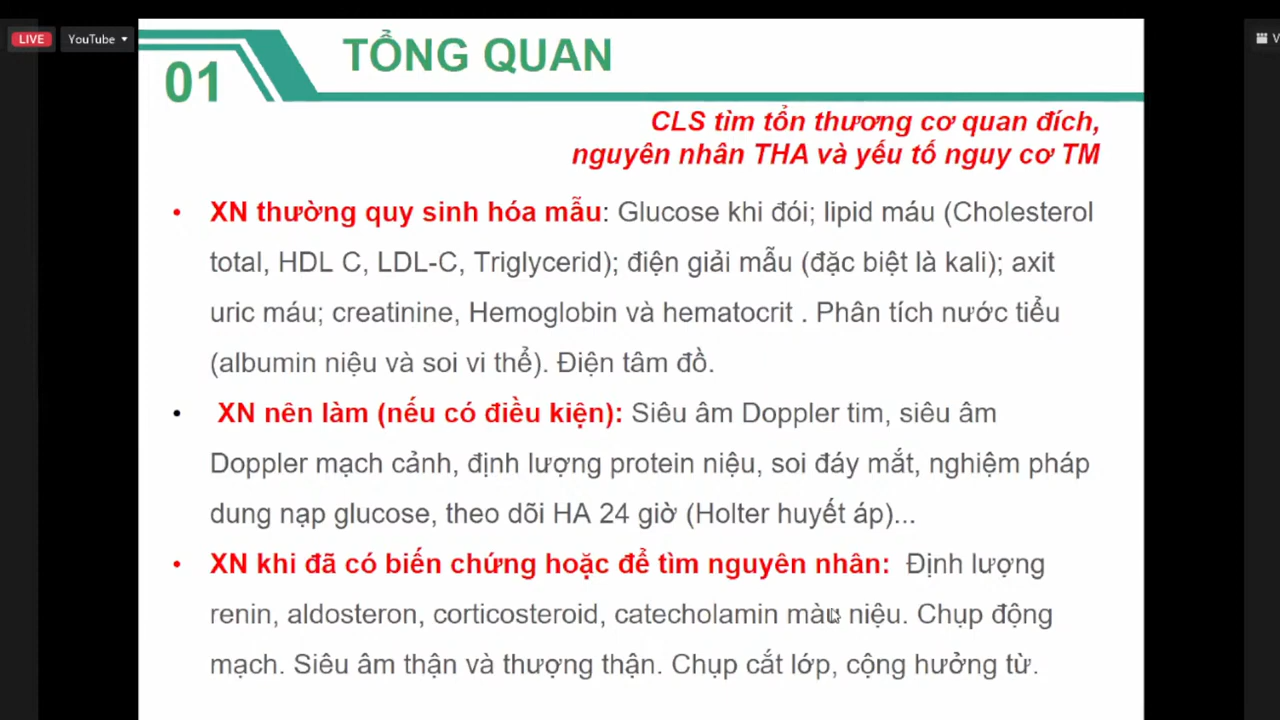 LIVE
YouTube
V
01
TỔNG QUAN
CLS tìm tổn thương cơ quan đích,
nguyên nhân THA và yếu tố nguy cơ TM
• XN thường quy sinh hóa mẫu: Glucose khi đói; lipid máu (Cholesterol
total, HDL C, LDL-C, Triglycerid); điện giải mẫu (đặc biệt là kali); axit
uric máu; creatinine, Hemoglobin và hematocrit . Phân tích nước tiểu
(albumin niệu và soi vi thể). Điện tâm đồ.
• XN nên làm (nếu có điều kiện): Siêu âm Doppler tim, siêu âm
Doppler mạch cảnh, định lượng protein niệu, soi đáy mắt, nghiệm pháp
dung nạp glucose, theo dõi HA 24 giờ (Holter huyết áp)...
• XN khi đã có biến chứng hoặc để tìm nguyên nhân: Định lượng
renin, aldosteron, corticosteroid, catecholamin màu niệu. Chụp động
mạch. Siêu âm thận và thượng thận. Chụp cắt lớp, cộng hưởng từ.